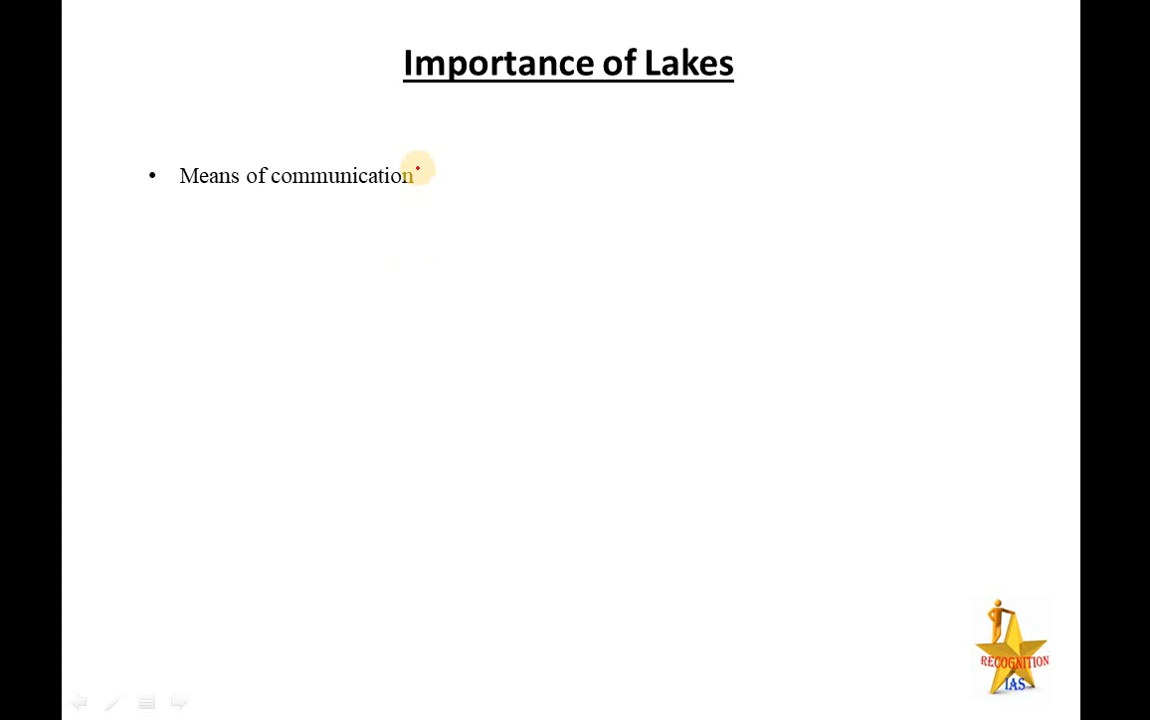 Importance of Lakes
• Means of communication
RECOGNITION
IAS